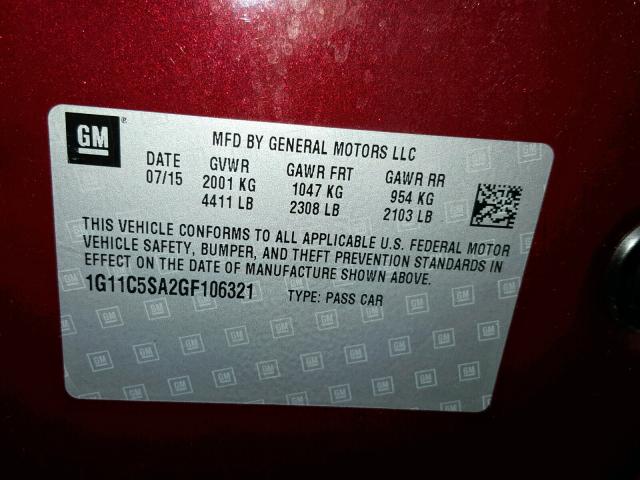 GM ®
MFD BY GENERAL MOTORS LLC
DATE GVWR GAWR FRT GAWR RR
07/15 2001 KG 1047 KG 954 KG
4411 LB 2308 LB 2103 LB
THIS VEHICLE CONFORMS TO ALL APPLICABLE U.S. FEDERAL MOTOR
VEHICLE SAFETY, BUMPER, AND THEFT PREVENTION STANDARDS IN
EFFECT ON THE DATE OF MANUFACTURE SHOWN ABOVE.
1G11C5SA2GF106321 TYPE: PASS CAR